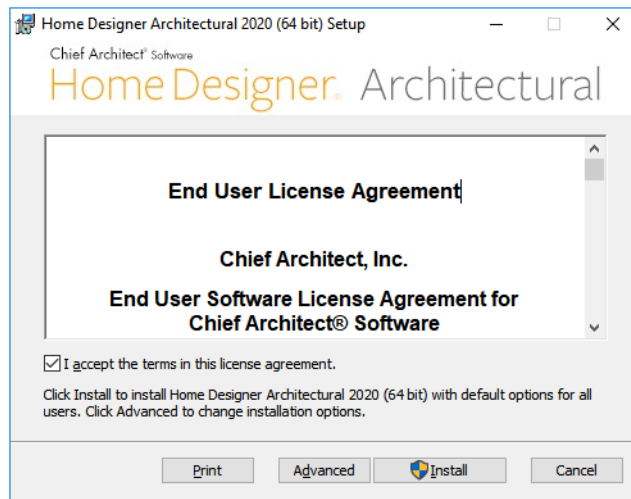 Home Designer Architectural 2020 (64 bit) Setup
Chief Architect® Software
Home Designer® Architectural
End User License Agreement
Chief Architect, Inc.
End User Software License Agreement for
Chief Architect® Software
I accept the terms in this license agreement.
Click Install to install Home Designer Architectural 2020 (64 bit) with default options for all
users. Click Advanced to change installation options.
Print Advanced Install Cancel